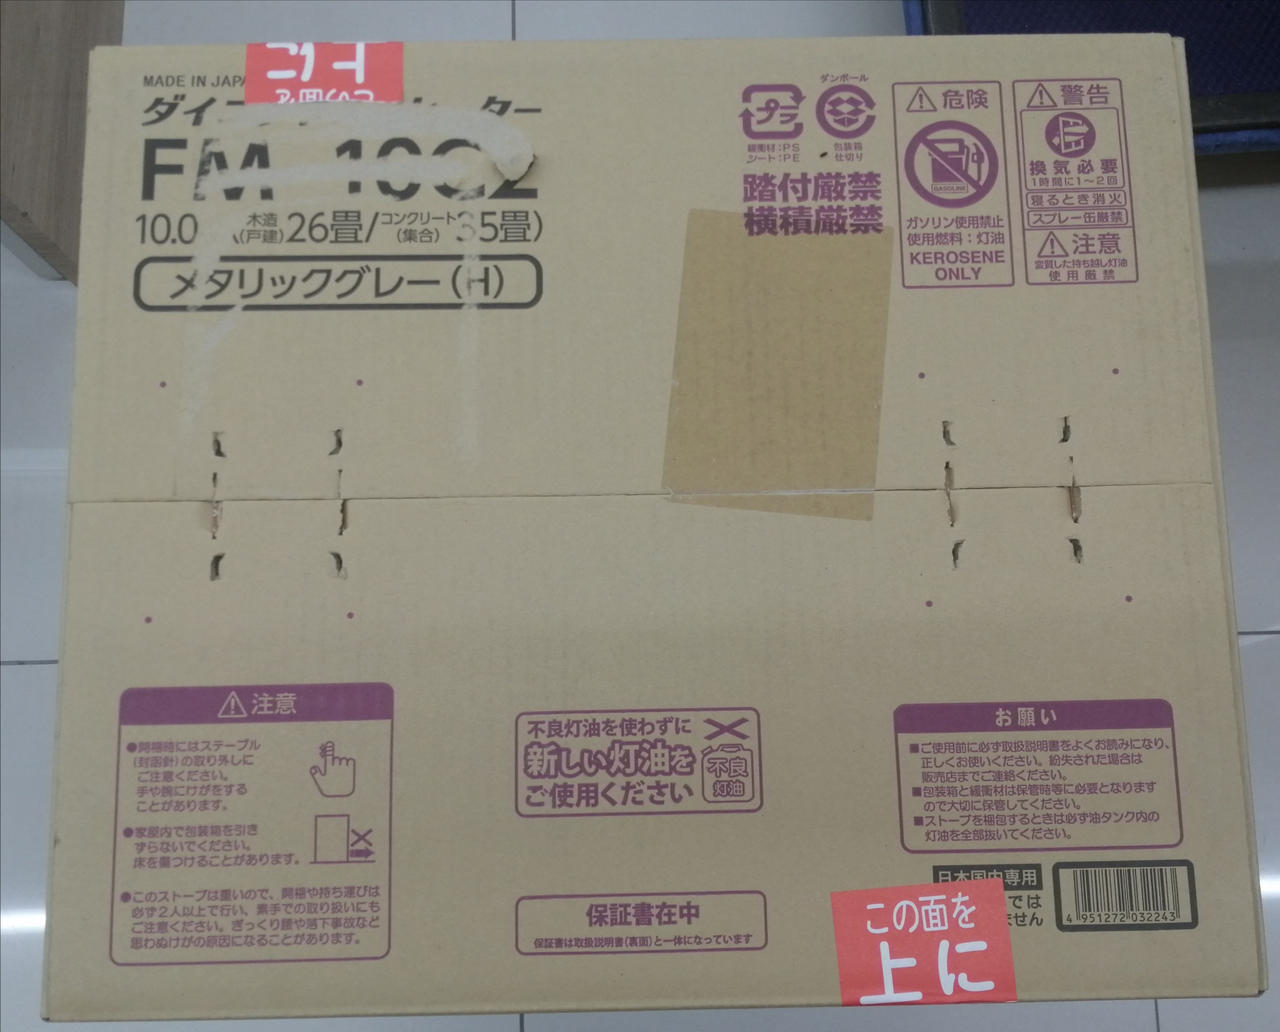 MADE IN JAPA
ダイ
ーター
FM-10
2
10.0
木造
(戸建)
26畳/
コンクリート
(集合)
35畳)
メタリックグレー(H)
プラ
緩衝材:PS
シート:PE
ダンボール
包装箱
仕切り
踏付厳禁
横積厳禁
危険
GASOLINE
ガソリン使用禁止
使用燃料:灯油
KEROSENE
ONLY
警告
換気必要
1時間に1~2回
寝るとき消火
スプレー缶厳禁
注意
変質した持ち越し灯油
使用厳禁
注意
●開梱時にはステープル
(封函針)の取り外しに
ご注意ください。
手や腕にけがをする
ことがあります。
●家屋内で包装箱を引き
ずらないでください。
床を傷つけることがあります。
●このストーブは重いので、開梱や持ち運びは
必ず2人以上で行い、素手での取り扱いにも
ご注意ください。ぎっくり腰や落下事故など
思わぬけがの原因になることがあります。
不良灯油を使わずに
新しい灯油を
ご使用ください
不良
灯油
保証書在中
保証書は取扱説明書(裏面)と一体になっています
お願い
■ご使用前に必ず取扱説明書をよくお読みになり、
正しくお使いください。紛失された場合は
販売店までご連絡ください。
■包装箱と緩衝材は保管時等に必要となります
ので大切に保管してください。
■ストーブを梱包するときは必ず油タンク内の
灯油を全部抜いてください。
日本国内専用
では
ません
4 951272 032243
この面を
上に